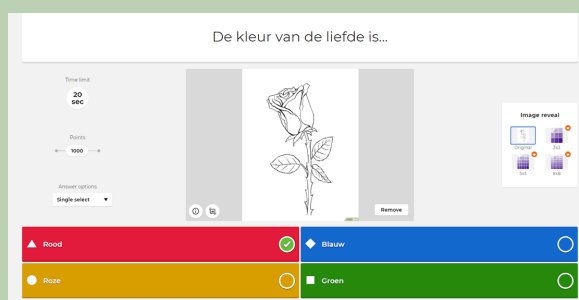 De kleur van de liefde is...
Time limit
20
sec
Points
1000
Answer options
Single select
Remove
Image reveal
Original
3x3
5x5
8x8
Rood
Blauw
Roze
Groen